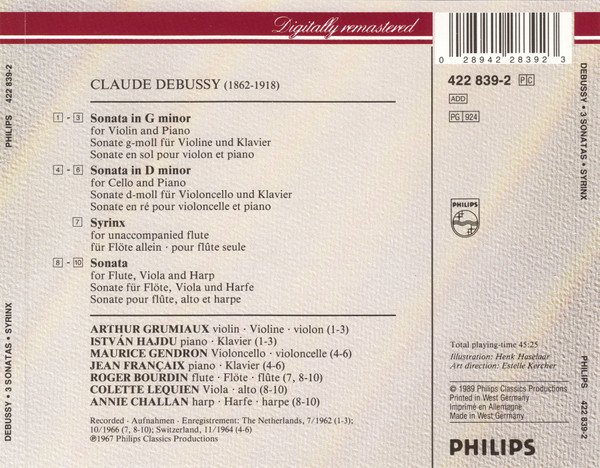 Digitally remastered
PHILIPS 422 839-2
DEBUSSY · 3 SONATAS · SYRINX
CLAUDE DEBUSSY (1862-1918)
1 - 3 Sonata in G minor
for Violin and Piano
Sonate g-moll für Violine und Klavier
Sonate en sol pour violon et piano
4 - 6 Sonata in D minor
for Cello and Piano
Sonate d-moll für Violoncello und Klavier
Sonate en ré pour violoncelle et piano
7 Syrinx
for unaccompanied flute
für Flöte allein · pour flûte seule
8 - 10 Sonata
for Flute, Viola and Harp
Sonate für Flöte, Viola und Harfe
Sonate pour flûte, alto et harpe
ARTHUR GRUMIAUX violin · Violine · violon (1-3)
ISTVÁN HAJDU piano · Klavier (1-3)
MAURICE GENDRON Violoncello · violoncelle (4-6)
JEAN FRANÇAIX piano · Klavier (4-6)
ROGER BOURDIN flute · Flöte · flûte (7, 8-10)
COLETTE LEQUIEN Viola · alto (8-10)
ANNIE CHALLAN harp · Harfe · harpe (8-10)
Recorded · Aufnahmen · Enregistrement: The Netherlands, 7/1962 (1-3);
10/1966 (7, 8-10); Switzerland, 11/1964 (4-6)
℗1967 Philips Classics Productions
0 28942 28392 3
422 839-2 PC
ADD
PG 924
PHILIPS
Total playing-time 45:25
Illustration: Henk Haselaar
Art direction: Estelle Kercher
© 1989 Philips Classics Productions
Printed in West Germany
Imprimé en Allemagne
Made in West Germany
PHILIPS
DEBUSSY · 3 SONATAS · SYRINX
PHILIPS 422 839-2